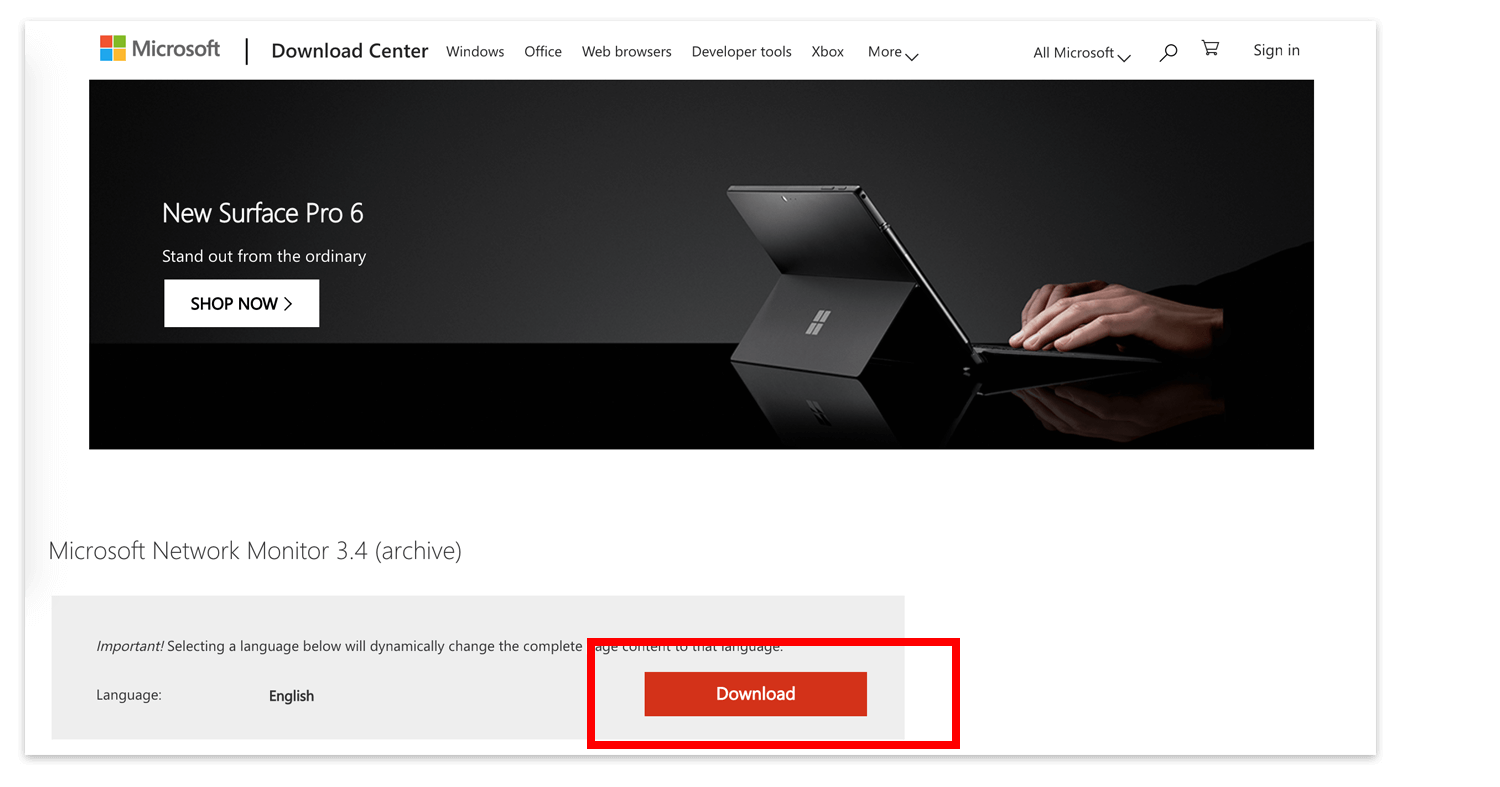 Microsoft | Download Center Windows Office Web browsers Developer tools Xbox More All Microsoft Sign in
New Surface Pro 6
Stand out from the ordinary
SHOP NOW >
Microsoft Network Monitor 3.4 (archive)
Important! Selecting a language below will dynamically change the complete page content to that language.
Language: English Download